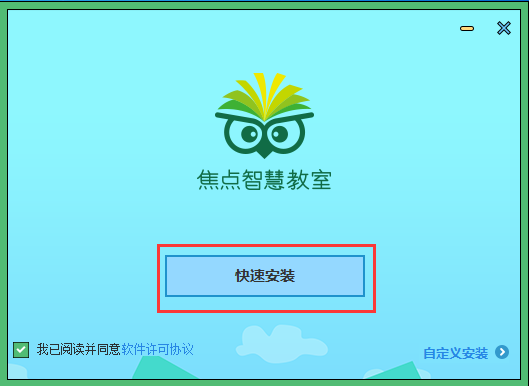 焦点智慧教室
快速安装
我已阅读并同意软件许可协议
自定义安装